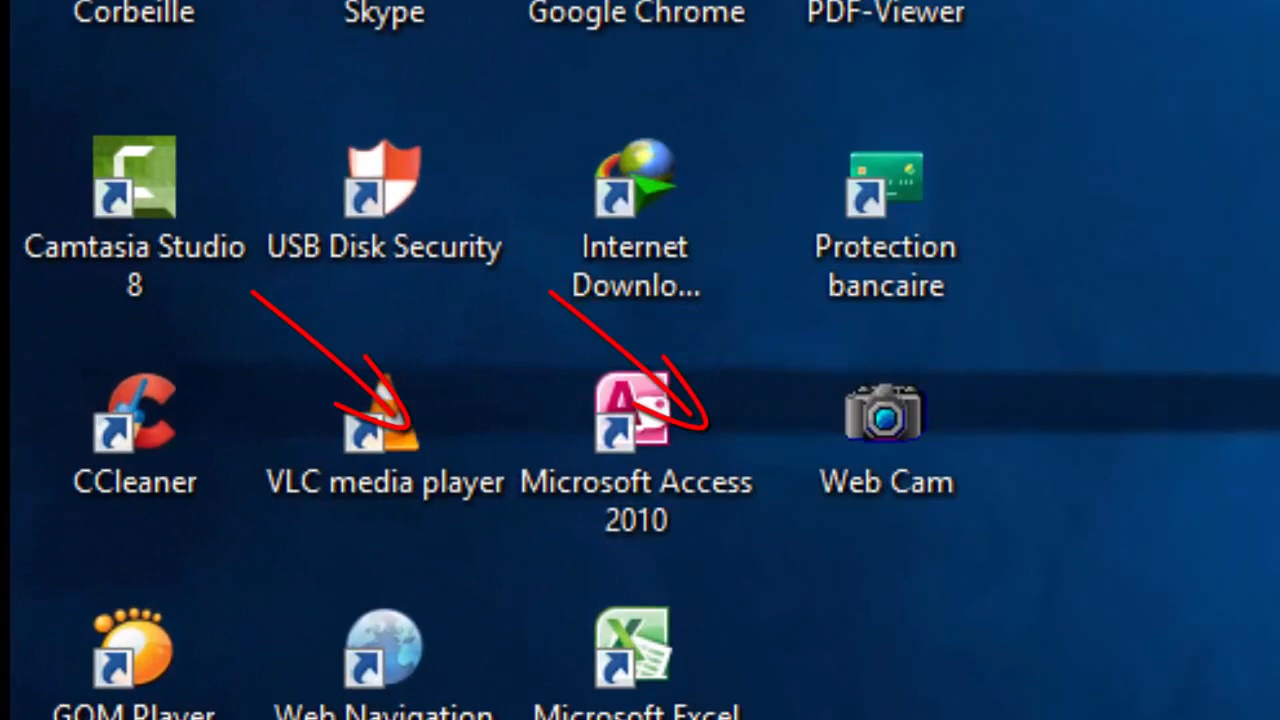 Corbeille
Skype
Google Chrome
PDF-Viewer
Camtasia Studio
8
USB Disk Security
Internet
Downlo...
Protection
bancaire
CCleaner
VLC media player
Microsoft Access
2010
Web Cam
GOM Player
Web Navigation
Microsoft Excel